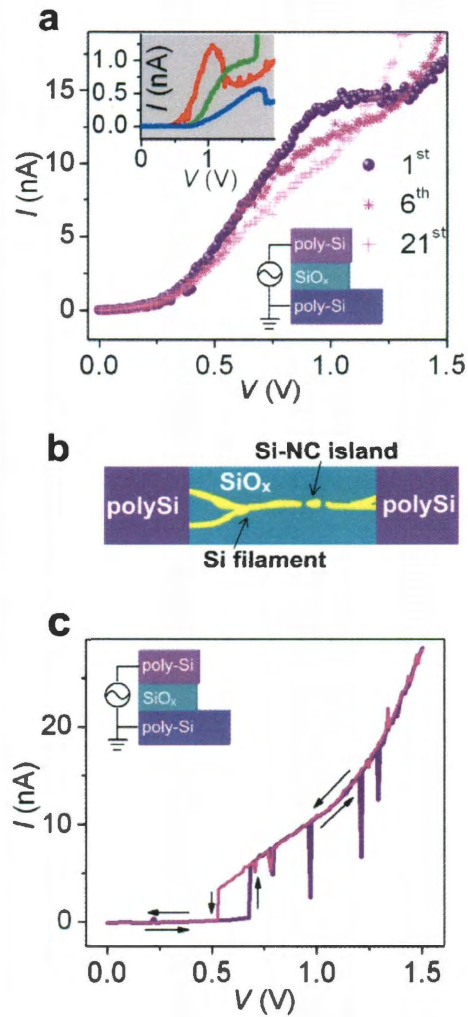 a
I (nA)
15
10
5
0
0.0 0.5 1.0 1.5
V (V)
I (nA)
1.0
0.5
0.0
0 1
V (V)
1st
6th
21st
poly-Si
SiOx
poly-Si
b
Si-NC island
polySi
SiOx
polySi
Si filament
c
poly-Si
SiOx
poly-Si
I (nA)
20
10
0
0.0 0.5 1.0 1.5
V (V)